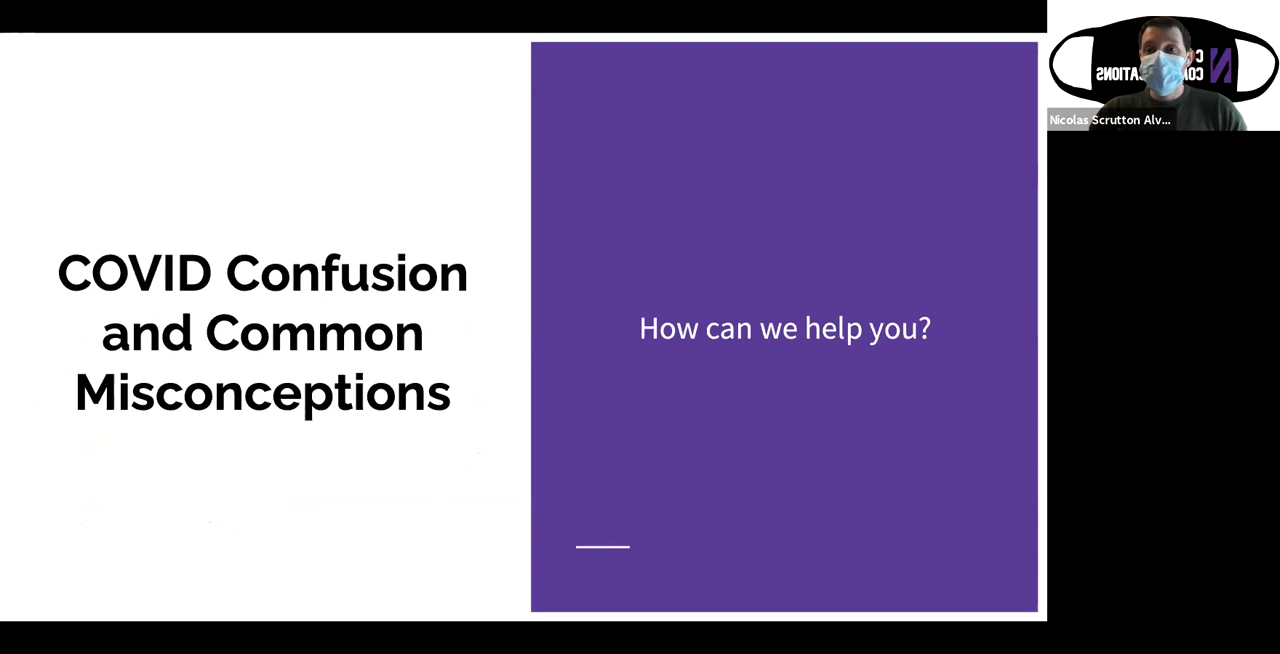 COVID Confusion
and Common
Misconceptions
How can we help you?
Nicolas Scrutton Alv...